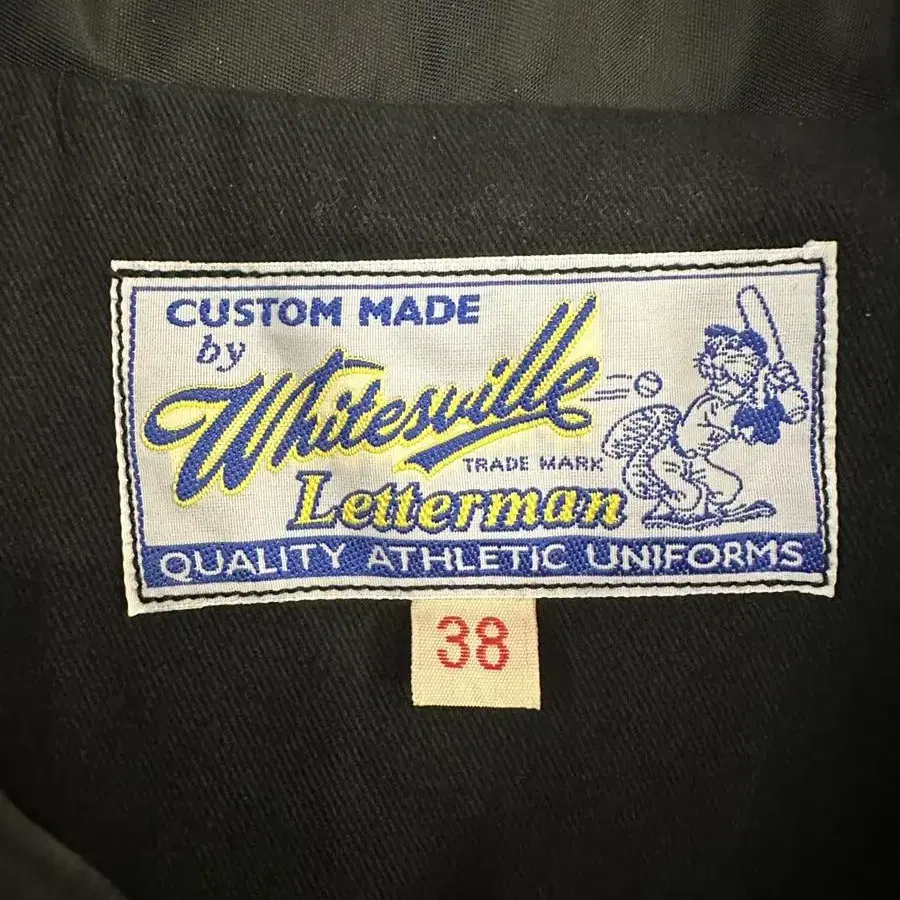 CUSTOM MADE
by
Whitesville
TRADE MARK
Letterman
QUALITY ATHLETIC UNIFORMS
38